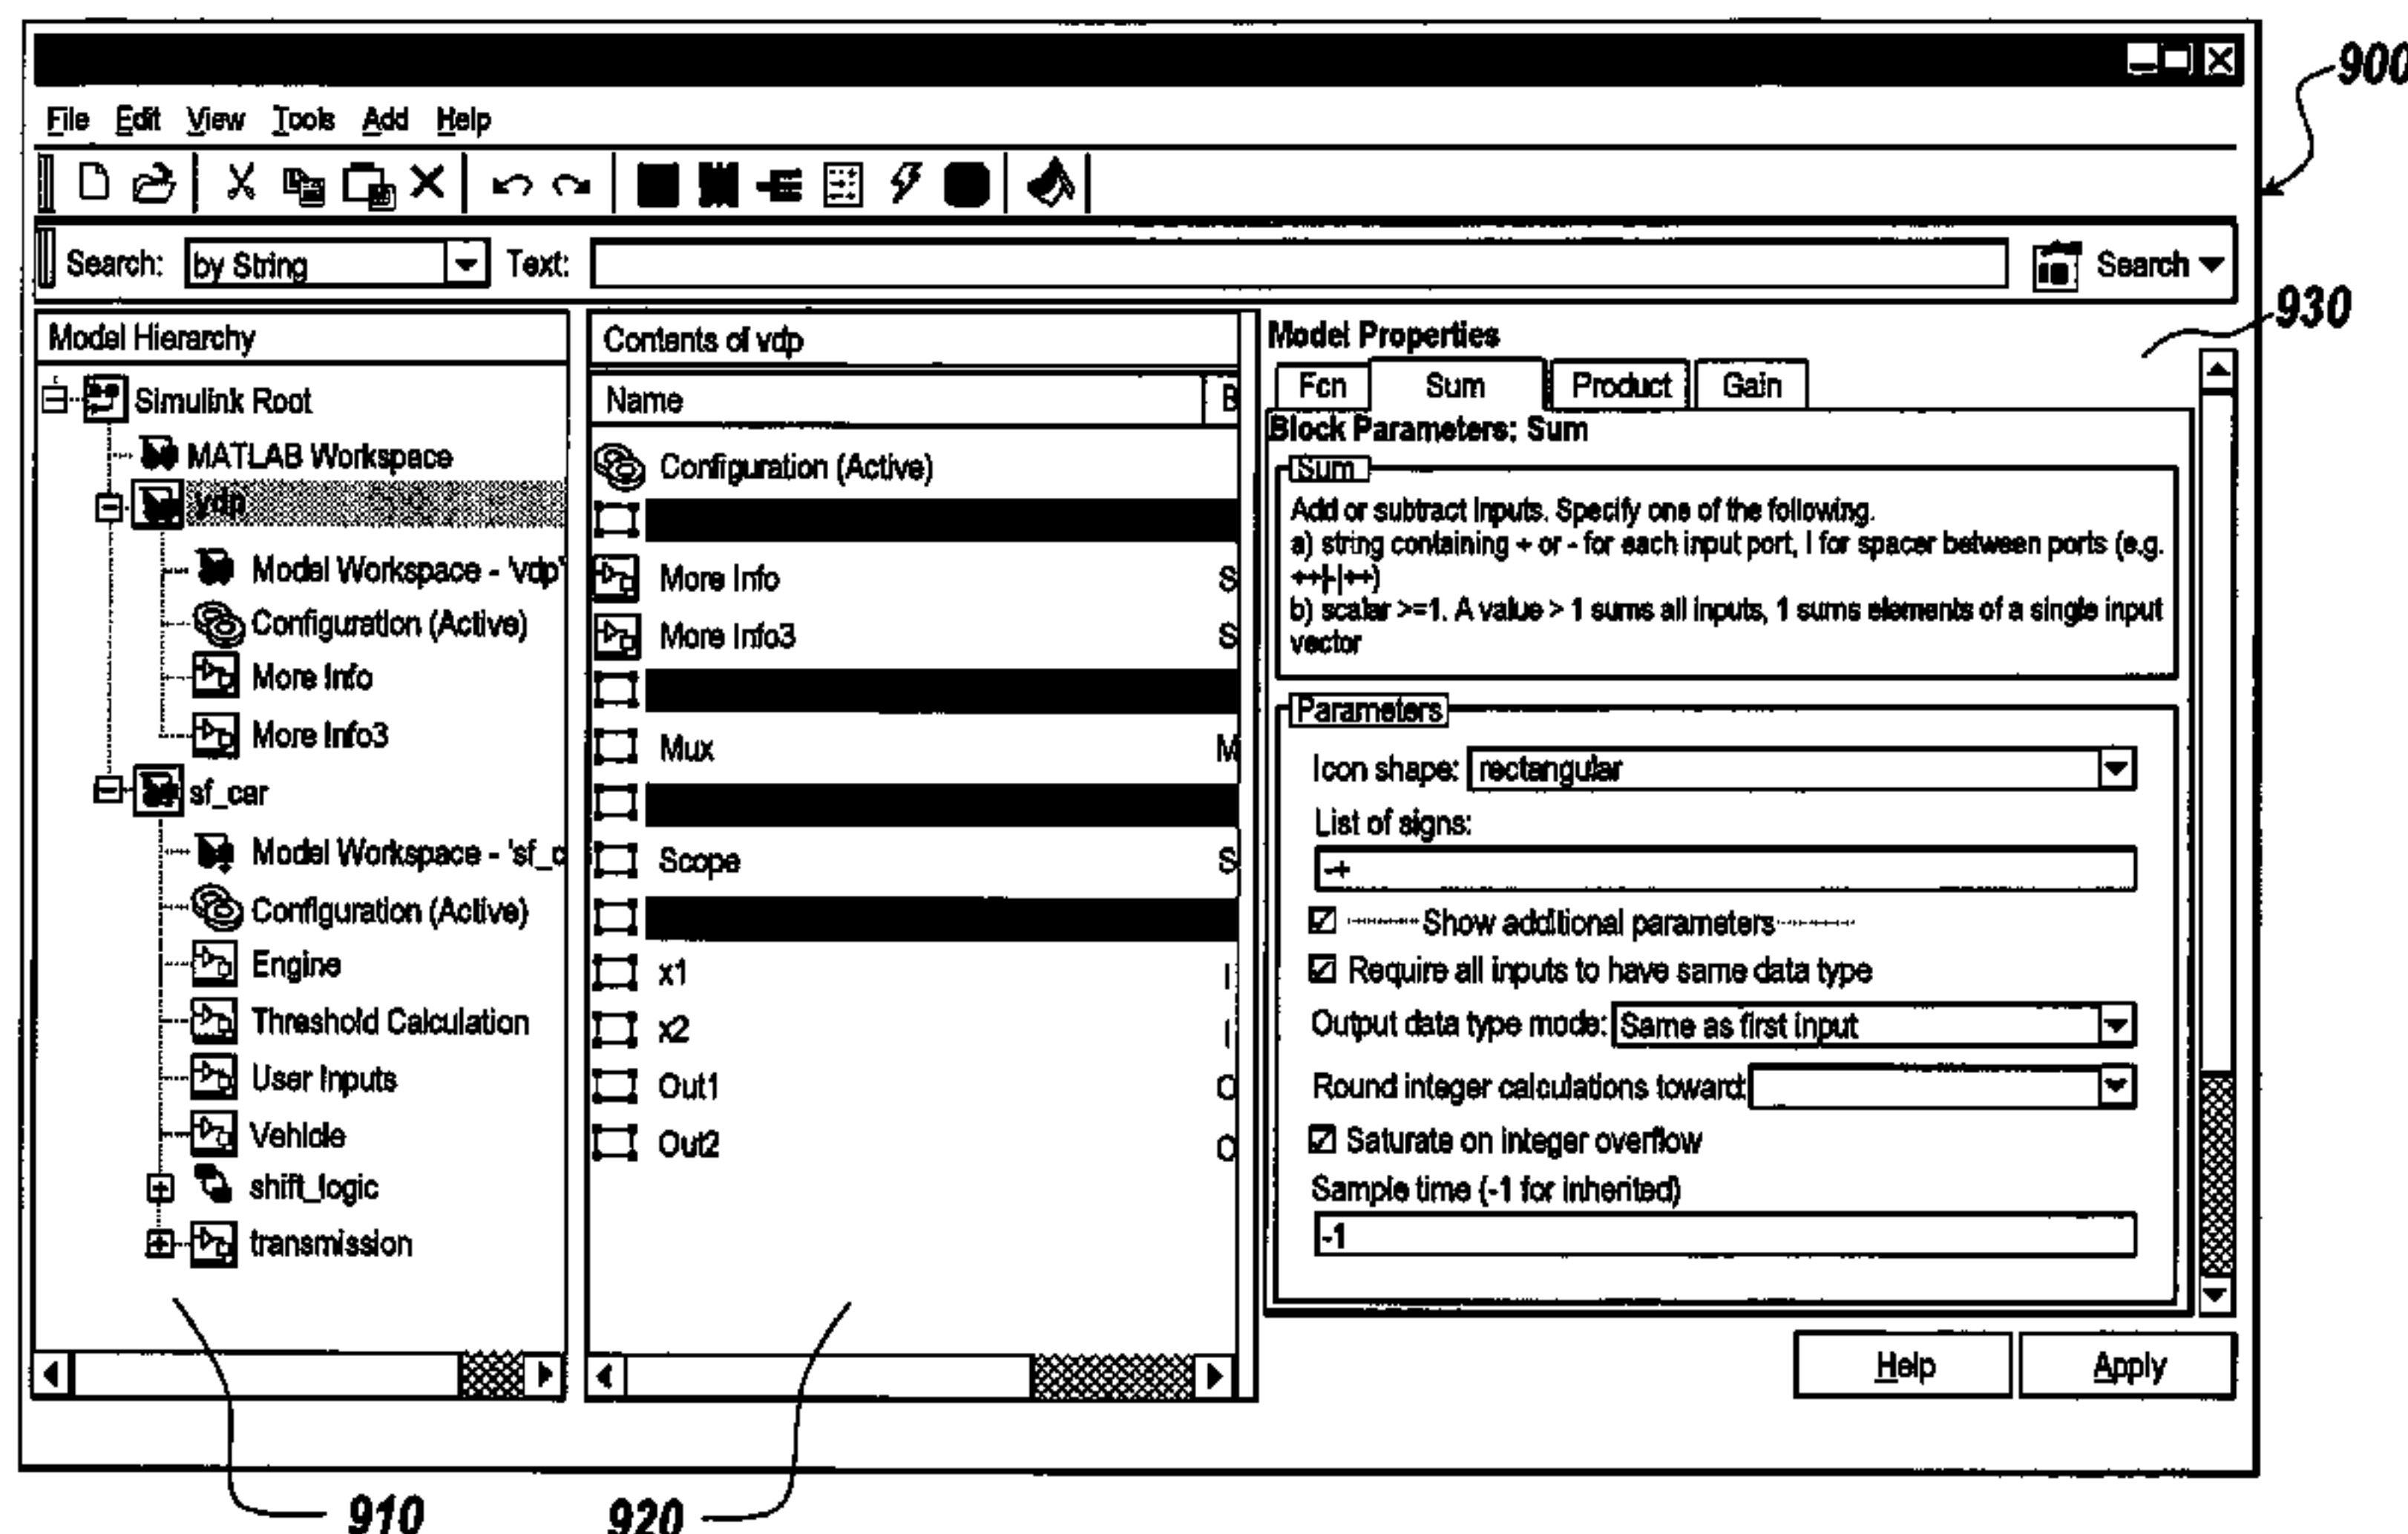 900
File Edit View Tools Add Help
Search: by String Text: Search
930
Model Hierarchy
Simulink Root
MATLAB Workspace
vdp
Model Workspace - 'vdp'
Configuration (Active)
More Info
More Info3
sf_car
Model Workspace - 'sf_c
Configuration (Active)
Engine
Threshold Calculation
User Inputs
Vehicle
shift_logic
transmission
Contents of vdp
Name B
Configuration (Active)
More Info S
More Info3 S
Mux M
Scope S
x1 I
x2 I
Out1 O
Out2 O
Model Properties
Fcn Sum Product Gain
Block Parameters: Sum
Sum
Add or subtract inputs. Specify one of the following.
a) string containing + or - for each input port, | for spacer between ports (e.g.
++|-|++)
b) scalar >=1. A value > 1 sums all inputs, 1 sums elements of a single input
vector
Parameters
Icon shape: rectangular
List of signs:
-+
Show additional parameters
Require all inputs to have same data type
Output data type mode: Same as first input
Round integer calculations toward:
Saturate on integer overflow
Sample time (-1 for inherited)
-1
Help Apply
910 920